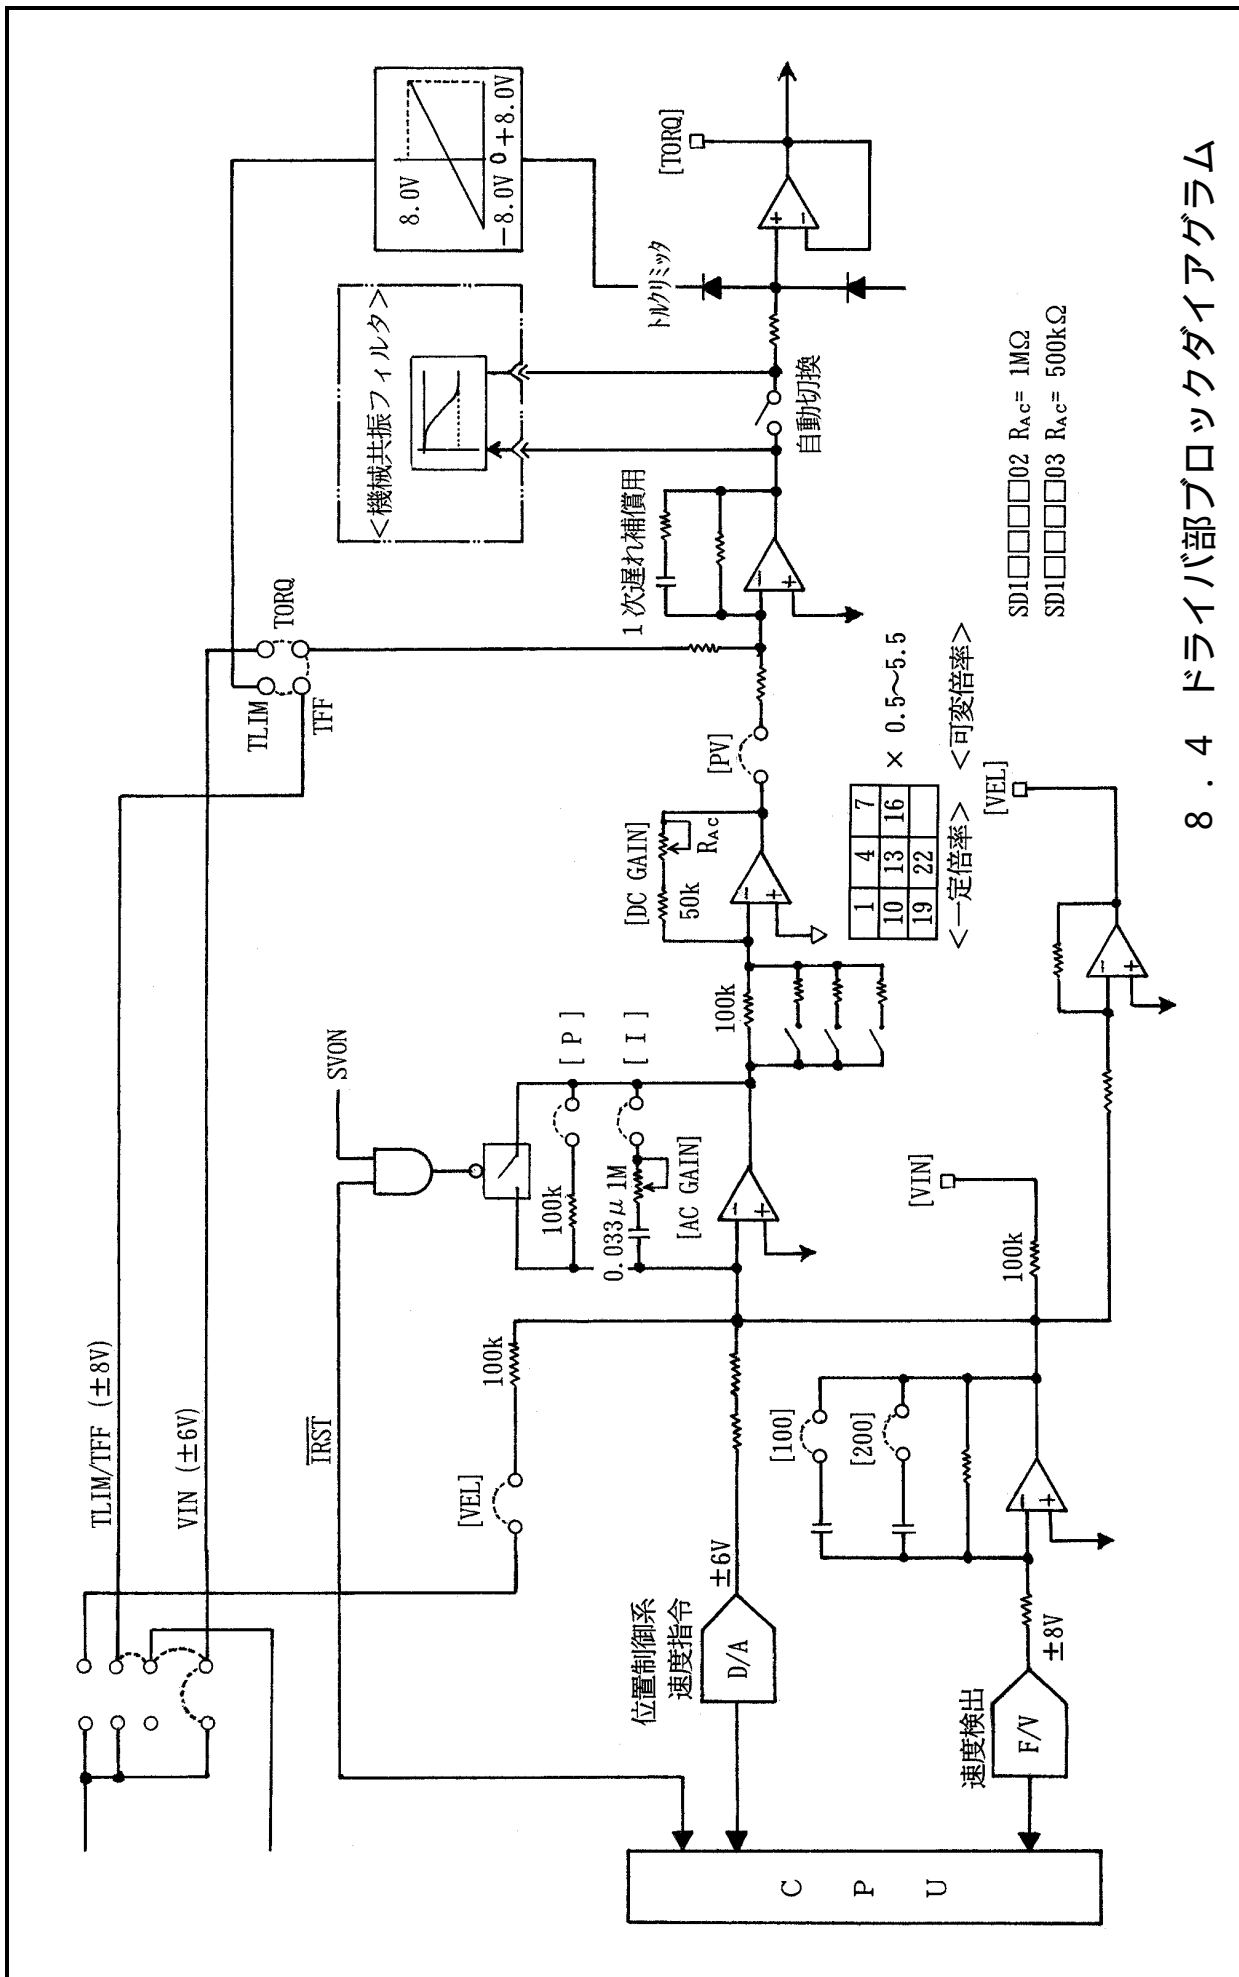 8.4 ドライバ部ブロックダイアグラム
TLIM/TFF (±8V)
VIN (±6V)
IRST
SVON
TLIM
TORQ
TFF
8.0V
-8.0V 0 +8.0V
<機械共振フィルタ>
トルクリミッタ
[TORQ]
自動切換
1次遅れ補償用
[VEL]
100k
[P]
100k
[I]
0.033μ 1M
[AC GAIN]
位置制御系
速度指令
D/A
±6V
100k
[DC GAIN]
50k
RAC
[PV]
1 4 7
10 13 16
19 22
× 0.5～5.5
<一定倍率> <可変倍率>
SD1□□□□02 RAC= 1MΩ
SD1□□□□03 RAC= 500kΩ
CPU
速度検出
F/V
±8V
[100]
[200]
[VIN]
100k
[VEL]